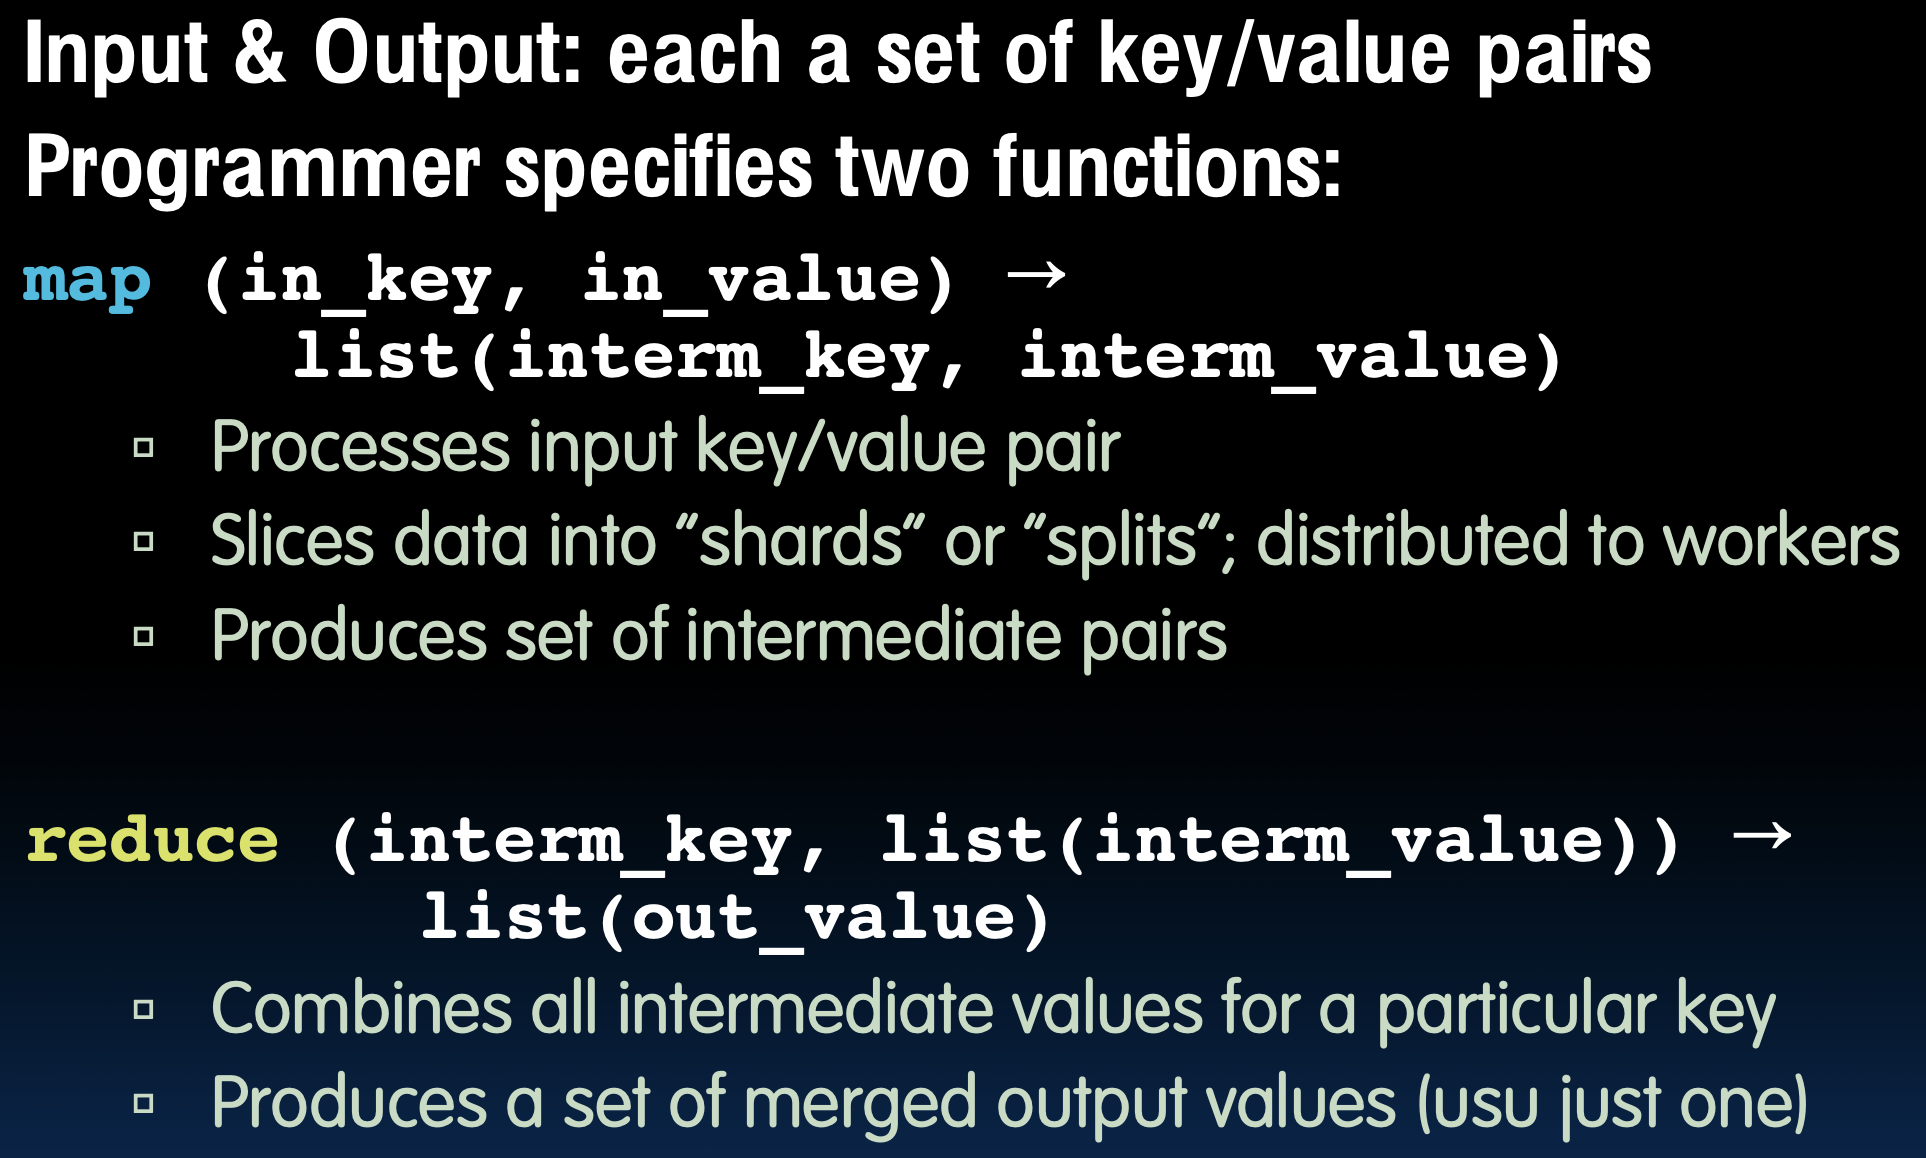 Input & Output: each a set of key/value pairs
Programmer specifies two functions:
map (in_key, in_value) →
list(interm_key, interm_value)
▫ Processes input key/value pair
▫ Slices data into “shards” or “splits”; distributed to workers
▫ Produces set of intermediate pairs
reduce (interm_key, list(interm_value)) →
list(out_value)
▫ Combines all intermediate values for a particular key
▫ Produces a set of merged output values (usu just one)